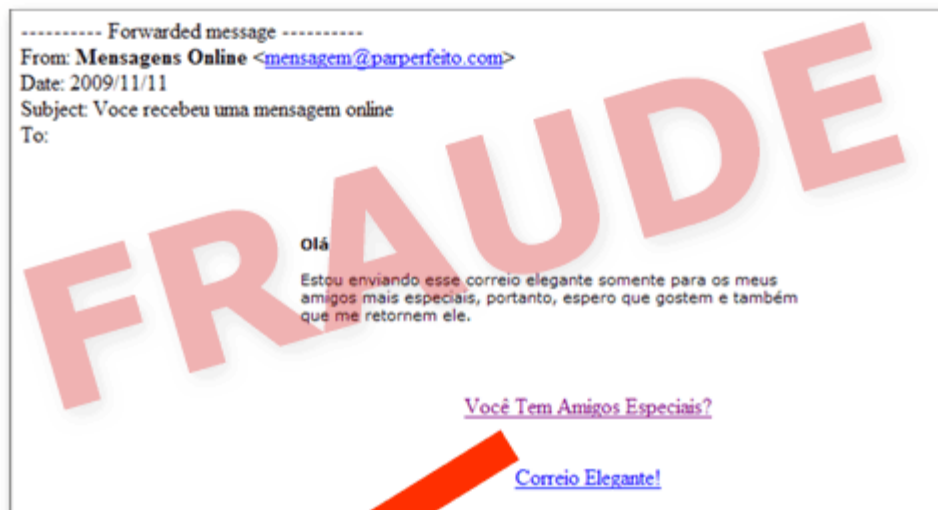 ---------- Forwarded message ----------
From: Mensagens Online <mensagem@parperfeito.com>
Date: 2009/11/11
Subject: Voce recebeu uma mensagem online
To:
FRAUDE
Olá
Estou enviando esse correio elegante somente para os meus
amigos mais especiais, portanto, espero que gostem e também
que me retornem ele.
Você Tem Amigos Especiais?
Correio Elegante!